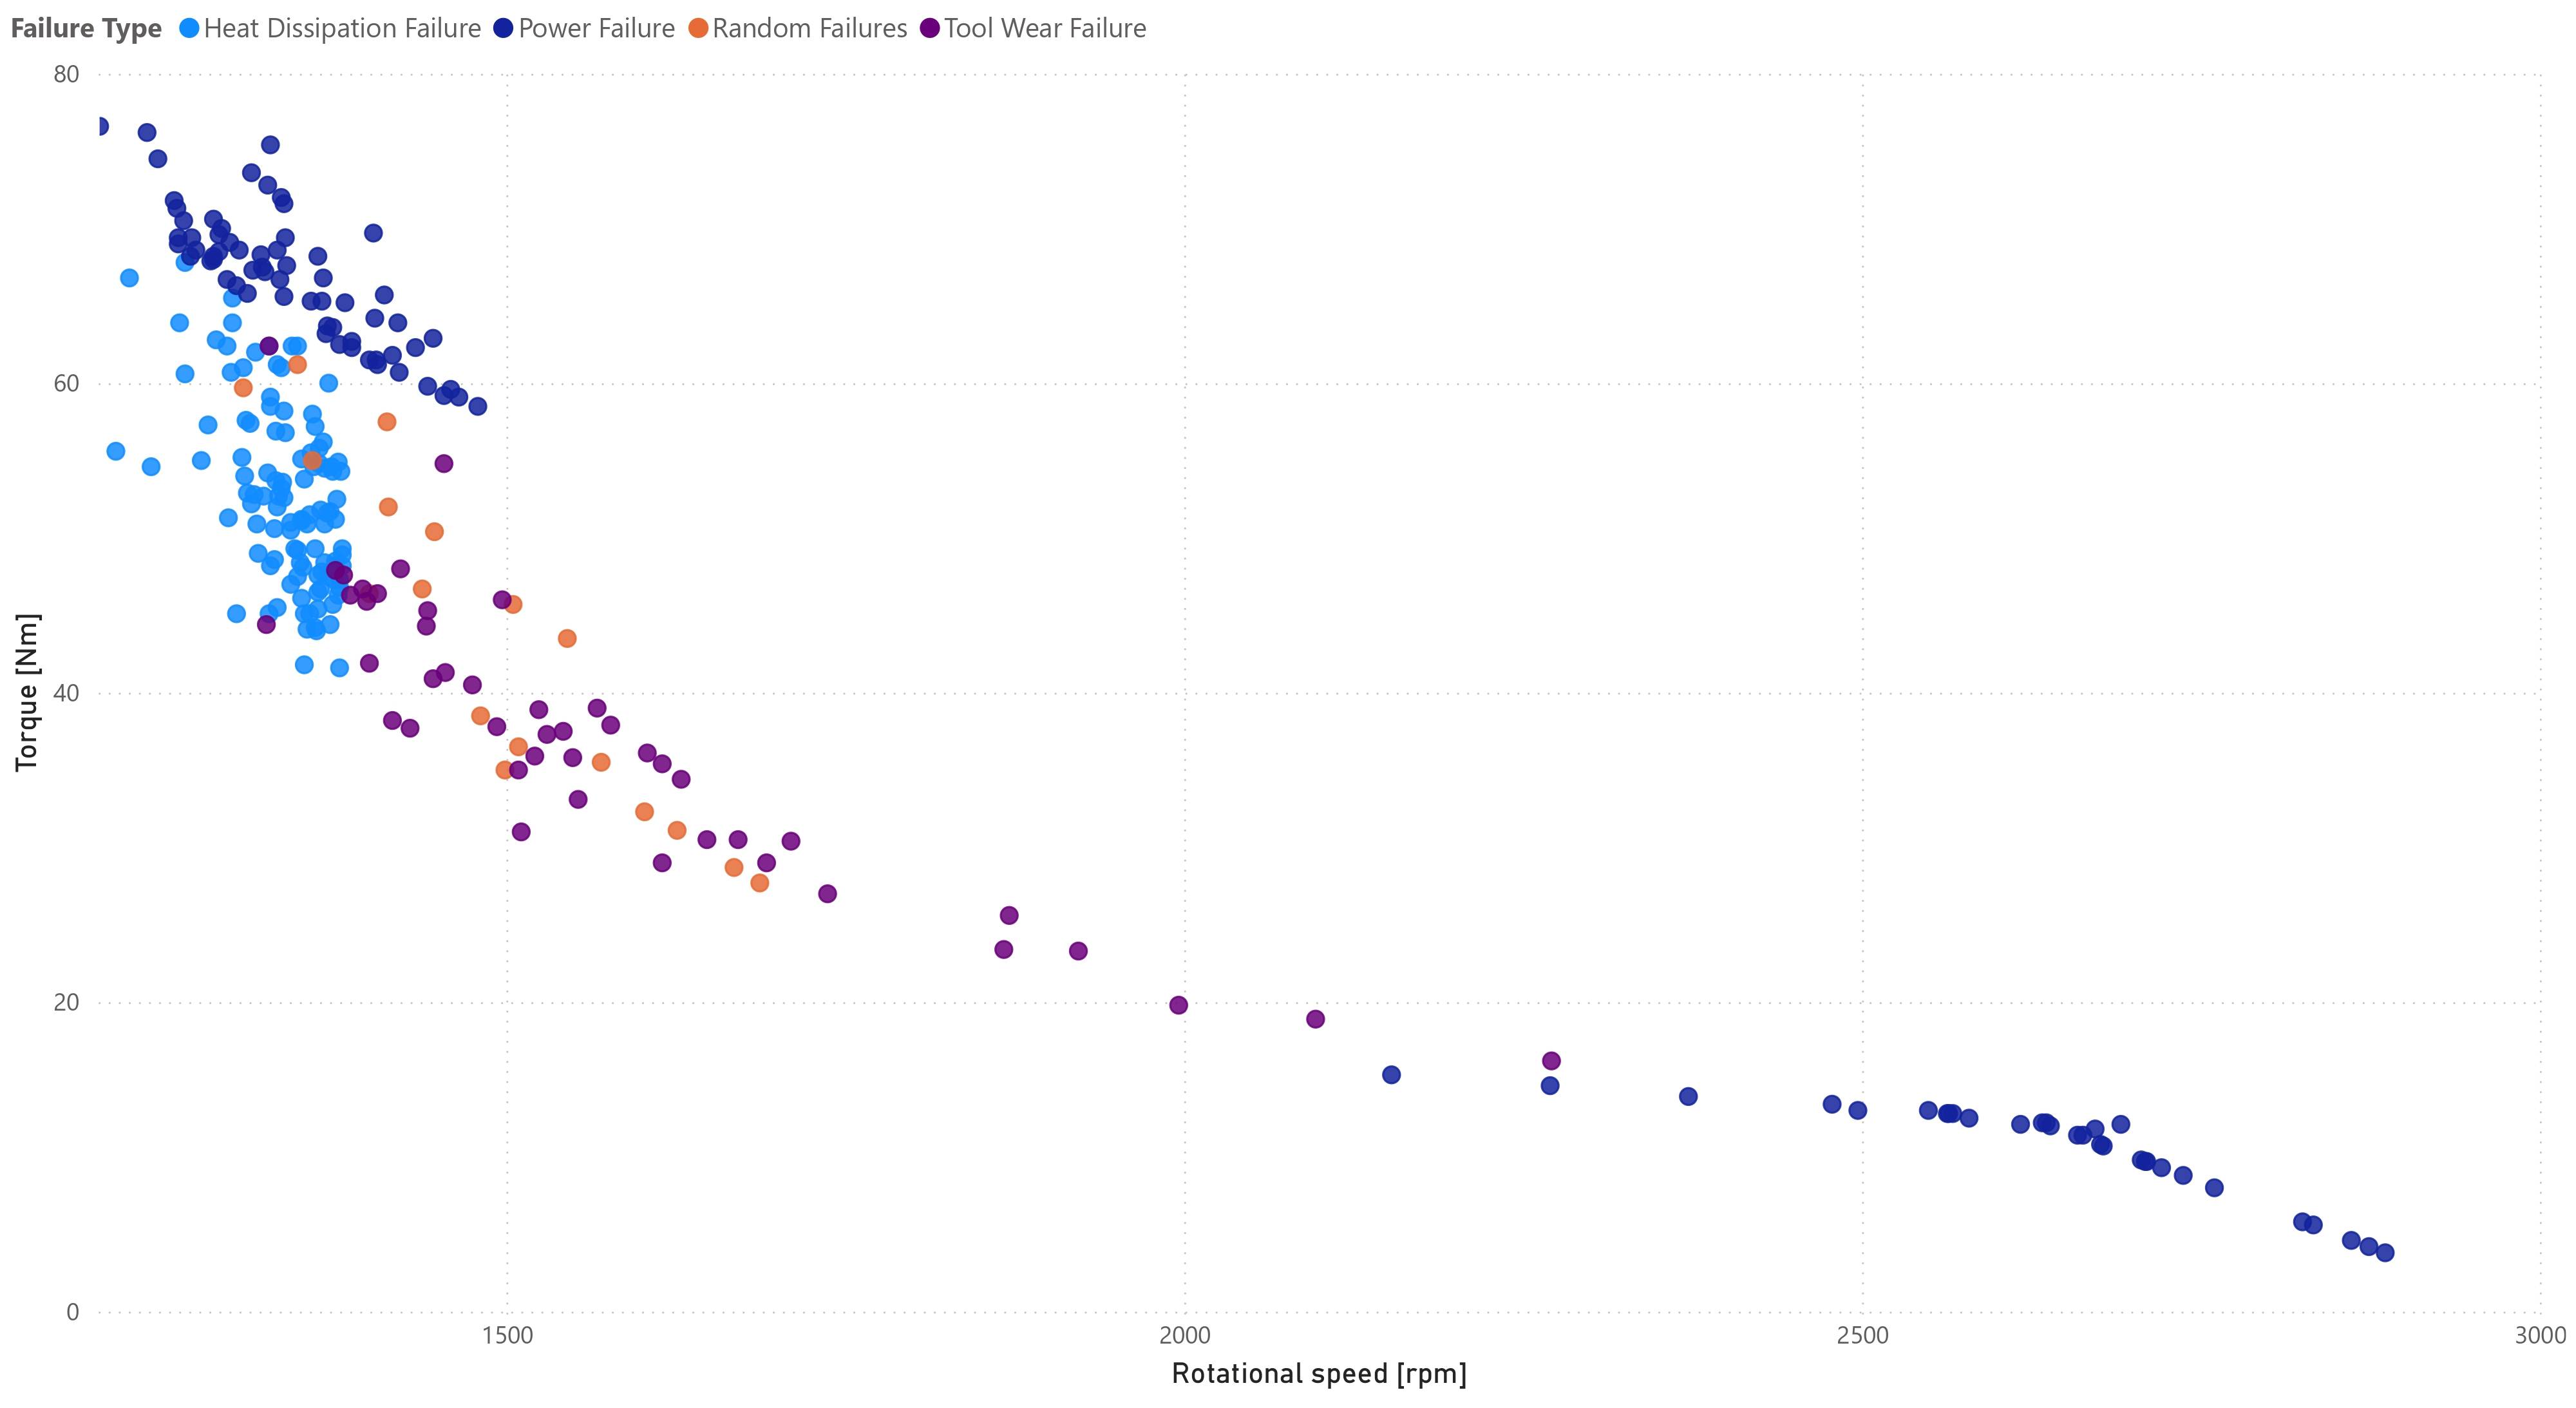 Failure Type Heat Dissipation Failure Power Failure Random Failures Tool Wear Failure
80
60
40
20
0
Torque [Nm]
1500 2000 2500 3000
Rotational speed [rpm]